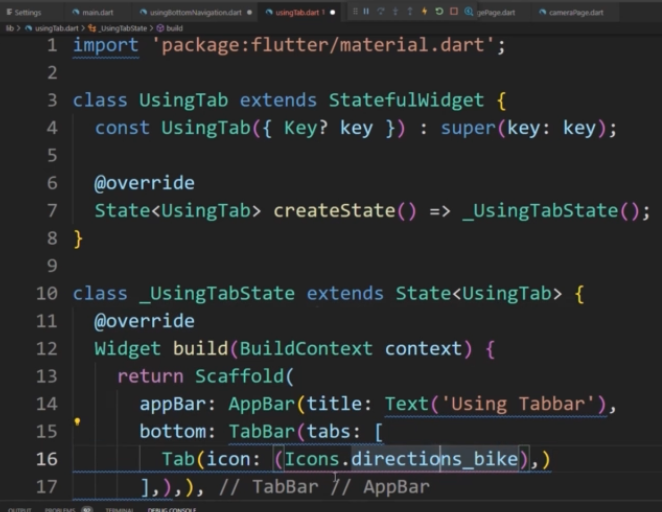 Settings main.dart usingBottomNavigation.dart usingTab.dart 1 gePage.dart cameraPage.dart
lib > usingTab.dart > _UsingTabState > build
1 import 'package:flutter/material.dart';
2
3 class UsingTab extends StatefulWidget {
4 const UsingTab({ Key? key }) : super(key: key);
5
6 @override
7 State<UsingTab> createState() => _UsingTabState();
8 }
9
10 class _UsingTabState extends State<UsingTab> {
11 @override
12 Widget build(BuildContext context) {
13 return Scaffold(
14 appBar: AppBar(title: Text('Using Tabbar'),
15 bottom: TabBar(tabs: [
16 Tab(icon: (Icons.directions_bike),)
17 ],),), // TabBar // AppBar
OUTPUT PROBLEMS TERMINAL DEBUG CONSOLE